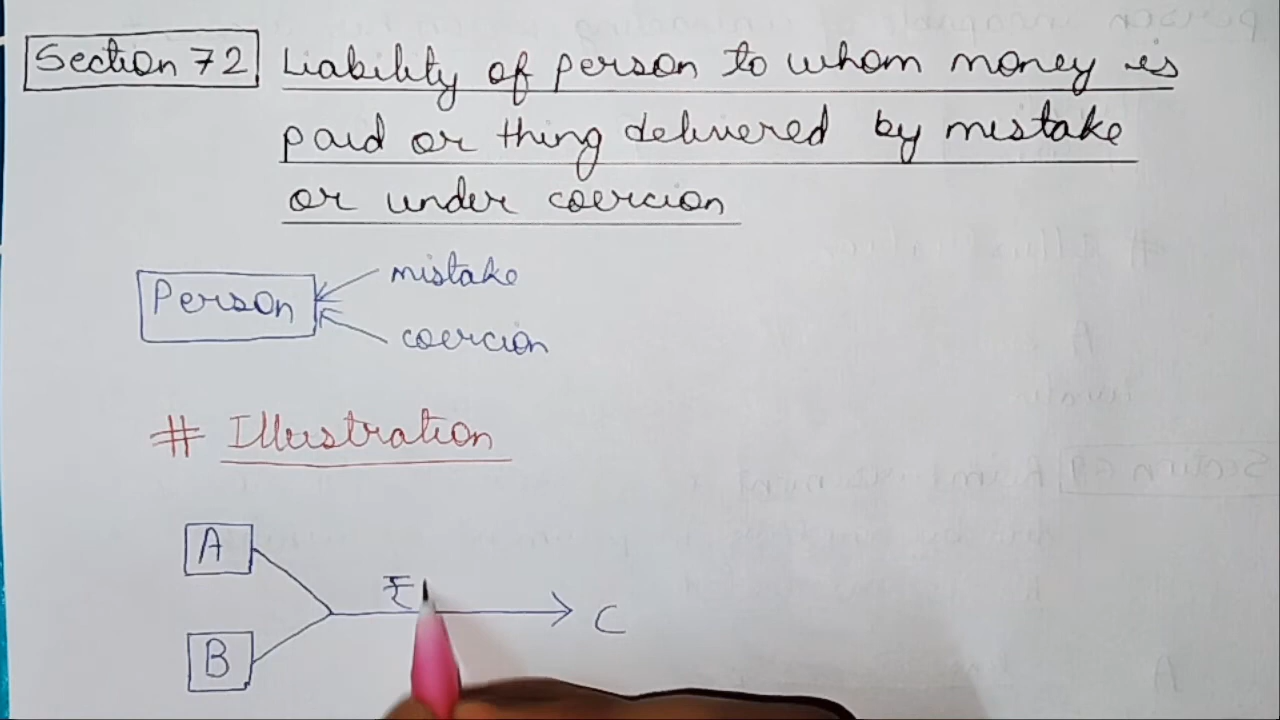 Section 72 Liability of person to whom money is
paid or thing delivered by mistake
or under coercion
Person
mistake
coercion
# Illustration
A
₹
C
B